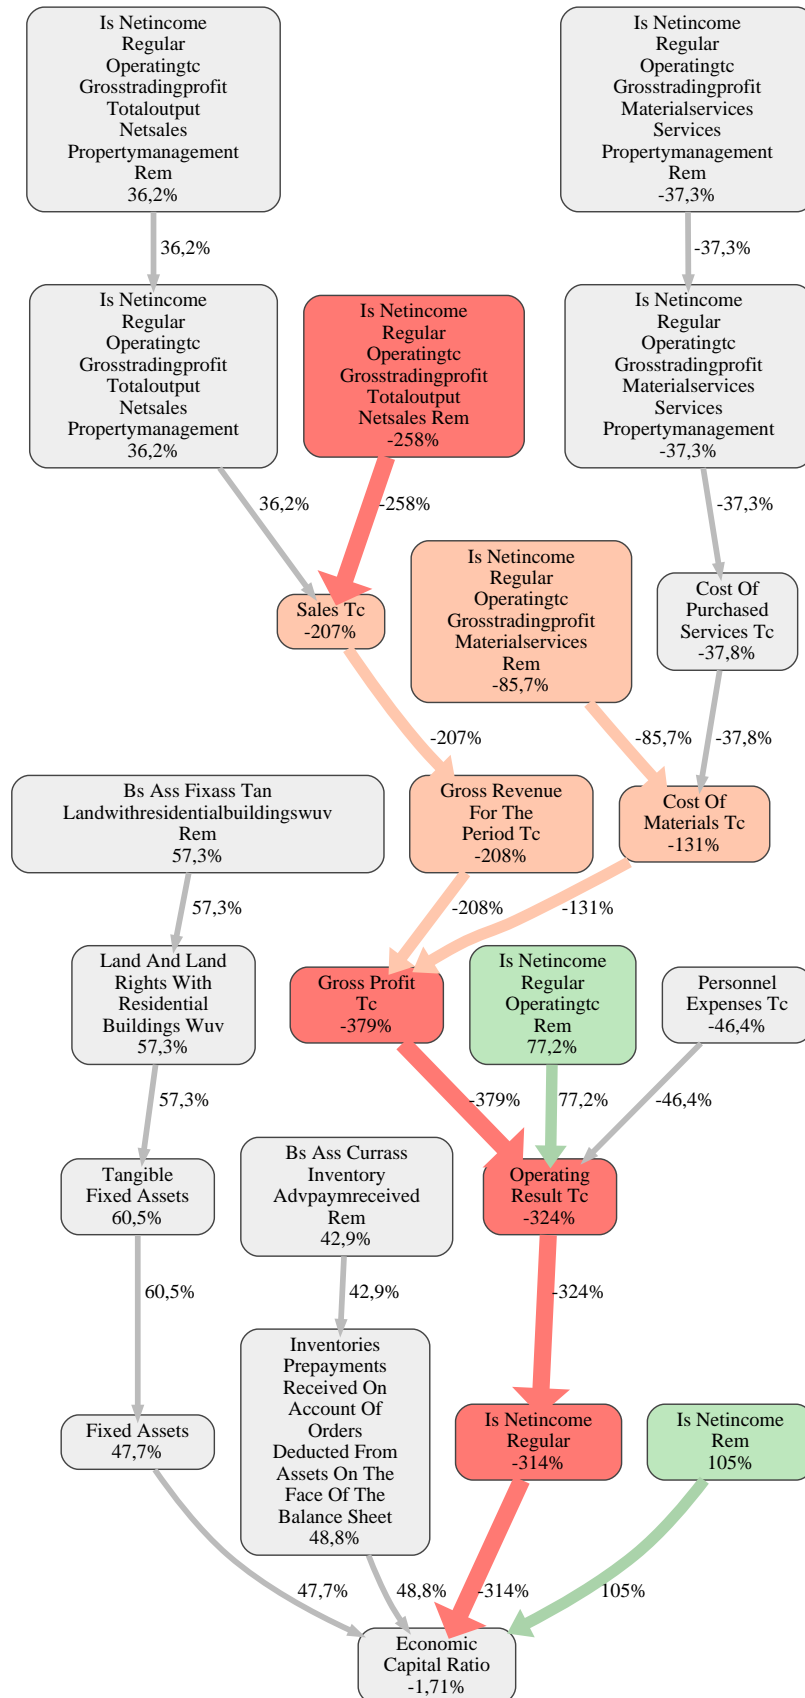 Is Netincome
Regular
Operatingtc
Grosstradingprofit
Totaloutput
Netsales
Propertymanagement
Rem
36,2%
Is Netincome
Regular
Operatingtc
Grosstradingprofit
Materialservices
Services
Propertymanagement
Rem
-37,3%
36,2%
-37,3%
Is Netincome
Regular
Operatingtc
Grosstradingprofit
Totaloutput
Netsales
Propertymanagement
36,2%
Is Netincome
Regular
Operatingtc
Grosstradingprofit
Totaloutput
Netsales Rem
-258%
Is Netincome
Regular
Operatingtc
Grosstradingprofit
Materialservices
Services
Propertymanagement
-37,3%
36,2%
-258%
-37,3%
Sales Tc
-207%
Is Netincome
Regular
Operatingtc
Grosstradingprofit
Materialservices
Rem
-85,7%
Cost Of
Purchased
Services Tc
-37,8%
-207%
-85,7%
-37,8%
Bs Ass Fixass Tan
Landwithresidentialbuildingswuv
Rem
57,3%
Gross Revenue
For The
Period Tc
-208%
Cost Of
Materials Tc
-131%
57,3%
-208%
-131%
Land And Land
Rights With
Residential
Buildings Wuv
57,3%
Gross Profit
Tc
-379%
Is Netincome
Regular
Operatingtc
Rem
77,2%
Personnel
Expenses Tc
-46,4%
57,3%
-379%
77,2%
-46,4%
Tangible
Fixed Assets
60,5%
Bs Ass Currass
Inventory
Advpaymreceived
Rem
42,9%
Operating
Result Tc
-324%
60,5%
42,9%
-324%
Fixed Assets
47,7%
Inventories
Prepayments
Received On
Account Of
Orders
Deducted From
Assets On The
Face Of The
Balance Sheet
48,8%
Is Netincome
Regular
-314%
Is Netincome
Rem
105%
47,7%
48,8%
-314%
105%
Economic
Capital Ratio
-1,71%